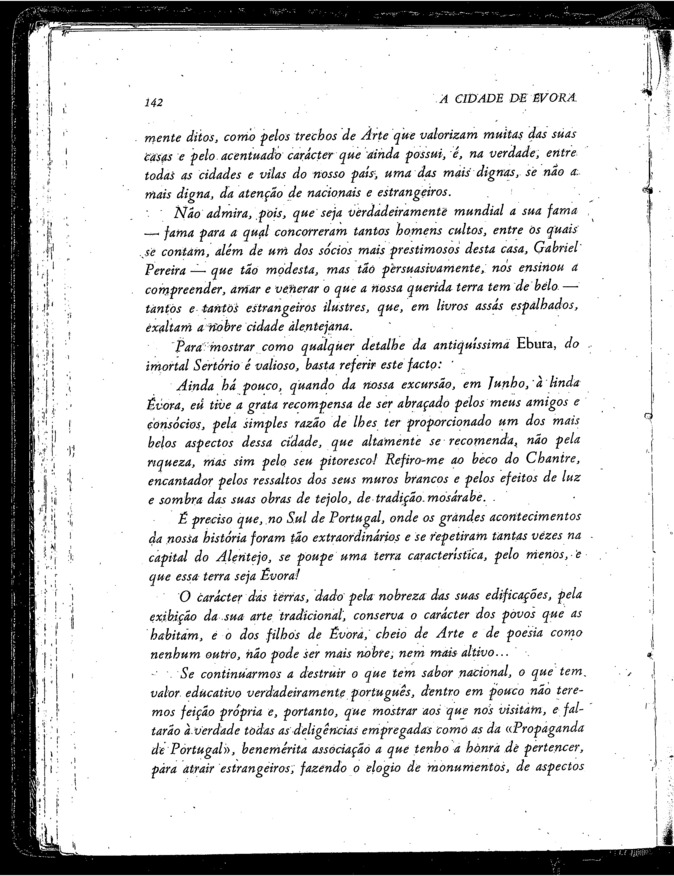 142
A CIDADE DE ÉVORA
mente ditos, como pelos trechos de Arte que valorizam muitas das suas
casas e pelo acentuado carácter que ainda possui, é, na verdade, entre
todas as cidades e vilas do nosso país, uma das mais dignas, se não a
mais digna, da atenção de nacionais e estrangeiros.
Não admira, pois, que seja verdadeiramente mundial a sua fama
— fama para a qual concorreram tantos homens cultos, entre os quais
se contam, além de um dos sócios mais prestimosos desta casa, Gabriel
Pereira — que tão modesta, mas tão persuasivamente, nos ensinou a
compreender, amar e venerar o que a nossa querida terra tem de belo —
tantos e tantos estrangeiros ilustres, que, em livros assás espalhados,
exaltam a nobre cidade alentejana.
Para mostrar como qualquer detalhe da antiquíssima Ebura, do
imortal Sertório é valioso, basta referir este facto:
Ainda há pouco, quando da nossa excursão, em Junho, à linda
Évora, eu tive a grata recompensa de ser abraçado pelos meus amigos e
consócios, pela simples razão de lhes ter proporcionado um dos mais
belos aspectos dessa cidade, que altamente se recomenda, não pela
riqueza, mas sim pelo seu pitoresco! Refiro-me ao beco do Chantre,
encantador pelos ressaltos dos seus muros brancos e pelos efeitos de luz
e sombra das suas obras de tejolo, de tradição mosárabe.
É preciso que, no Sul de Portugal, onde os grandes acontecimentos
da nossa história foram tão extraordinários e se repetiram tantas vezes na
capital do Alentejo, se poupe uma terra característica, pelo menos, e
que essa terra seja Évora!
O carácter das terras, dado pela nobreza das suas edificações, pela
exibição da sua arte tradicional, conserva o carácter dos povos que as
habitam, e o dos filhos de Évora, cheio de Arte e de poesia como
nenhum outro, não pode ser mais nobre, nem mais altivo...
Se continuarmos a destruir o que tem sabor nacional, o que tem
valor educativo verdadeiramente português, dentro em pouco não tere-
mos feição própria e, portanto, que mostrar aos que nos visitam, e fal-
tarão à verdade todas as deligências empregadas como as da «Propaganda
de Portugal», benemérita associação a que tenho a honra de pertencer,
para atrair estrangeiros, fazendo o elogio de monumentos, de aspectos